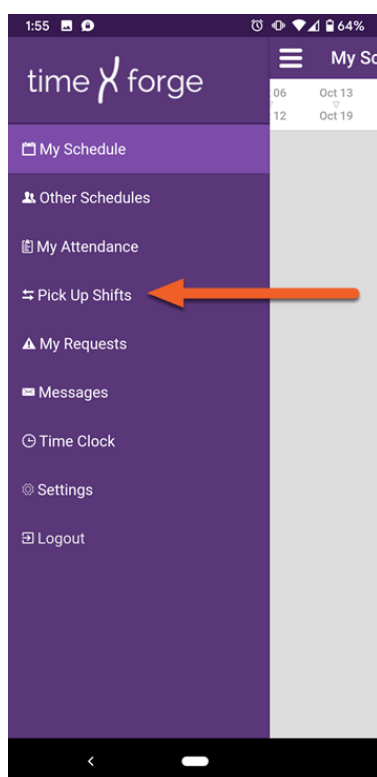 1:55 64%
time forge
My Sc
06 Oct 13
12 Oct 19
My Schedule
Other Schedules
My Attendance
Pick Up Shifts
My Requests
Messages
Time Clock
Settings
Logout